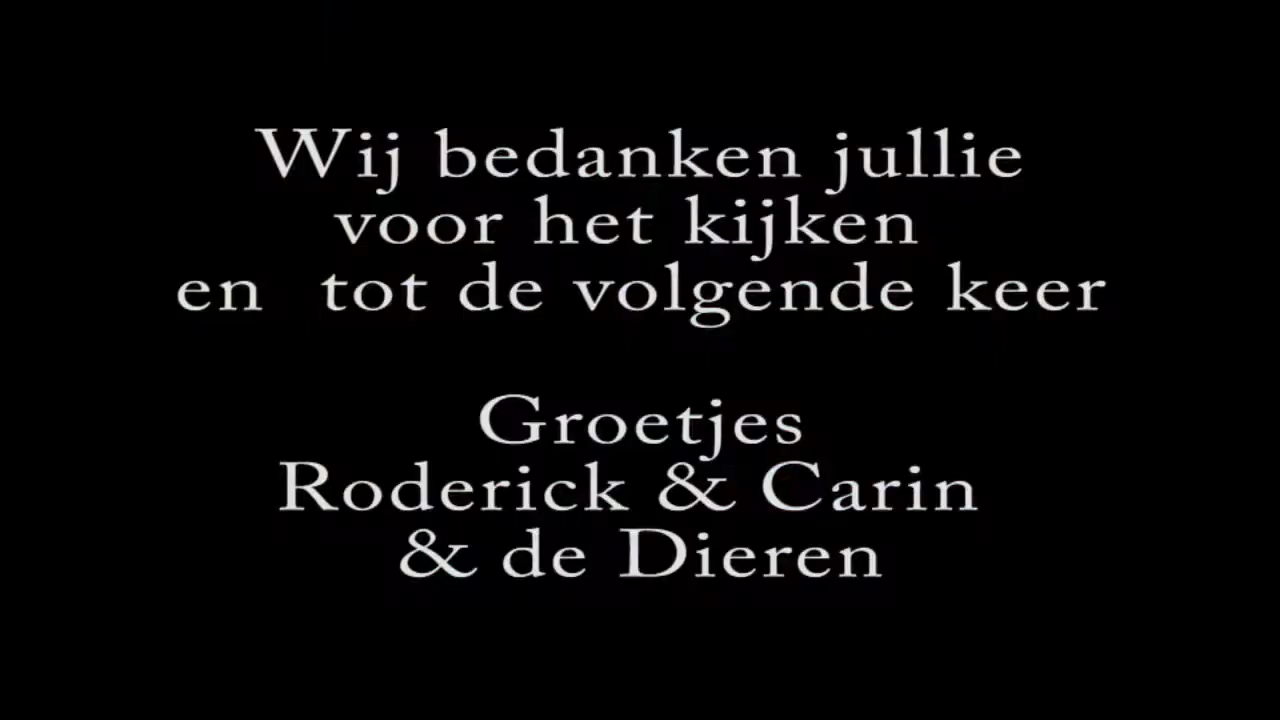 Wij bedanken jullie
voor het kijken
en tot de volgende keer
Groetjes
Roderick & Carin
& de Dieren